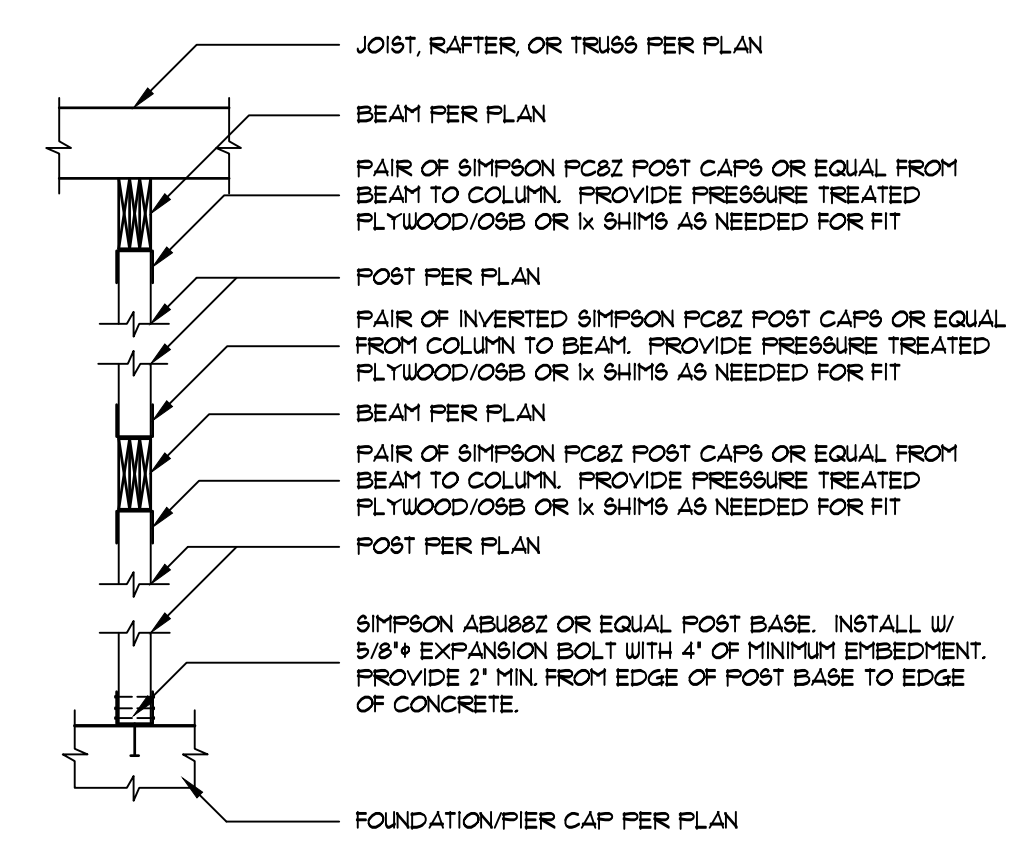 JOIST, RAFTER, OR TRUSS PER PLAN
BEAM PER PLAN
PAIR OF SIMPSON PC8Z POST CAPS OR EQUAL FROM
BEAM TO COLUMN. PROVIDE PRESSURE TREATED
PLYWOOD/OSB OR 1x SHIMS AS NEEDED FOR FIT
POST PER PLAN
PAIR OF INVERTED SIMPSON PC8Z POST CAPS OR EQUAL
FROM COLUMN TO BEAM. PROVIDE PRESSURE TREATED
PLYWOOD/OSB OR 1x SHIMS AS NEEDED FOR FIT
BEAM PER PLAN
PAIR OF SIMPSON PC8Z POST CAPS OR EQUAL FROM
BEAM TO COLUMN. PROVIDE PRESSURE TREATED
PLYWOOD/OSB OR 1x SHIMS AS NEEDED FOR FIT
POST PER PLAN
SIMPSON ABU88Z OR EQUAL POST BASE. INSTALL W/
5/8"ϕ EXPANSION BOLT WITH 4" OF MINIMUM EMBEDMENT.
PROVIDE 2" MIN. FROM EDGE OF POST BASE TO EDGE
OF CONCRETE.
FOUNDATION/PIER CAP PER PLAN